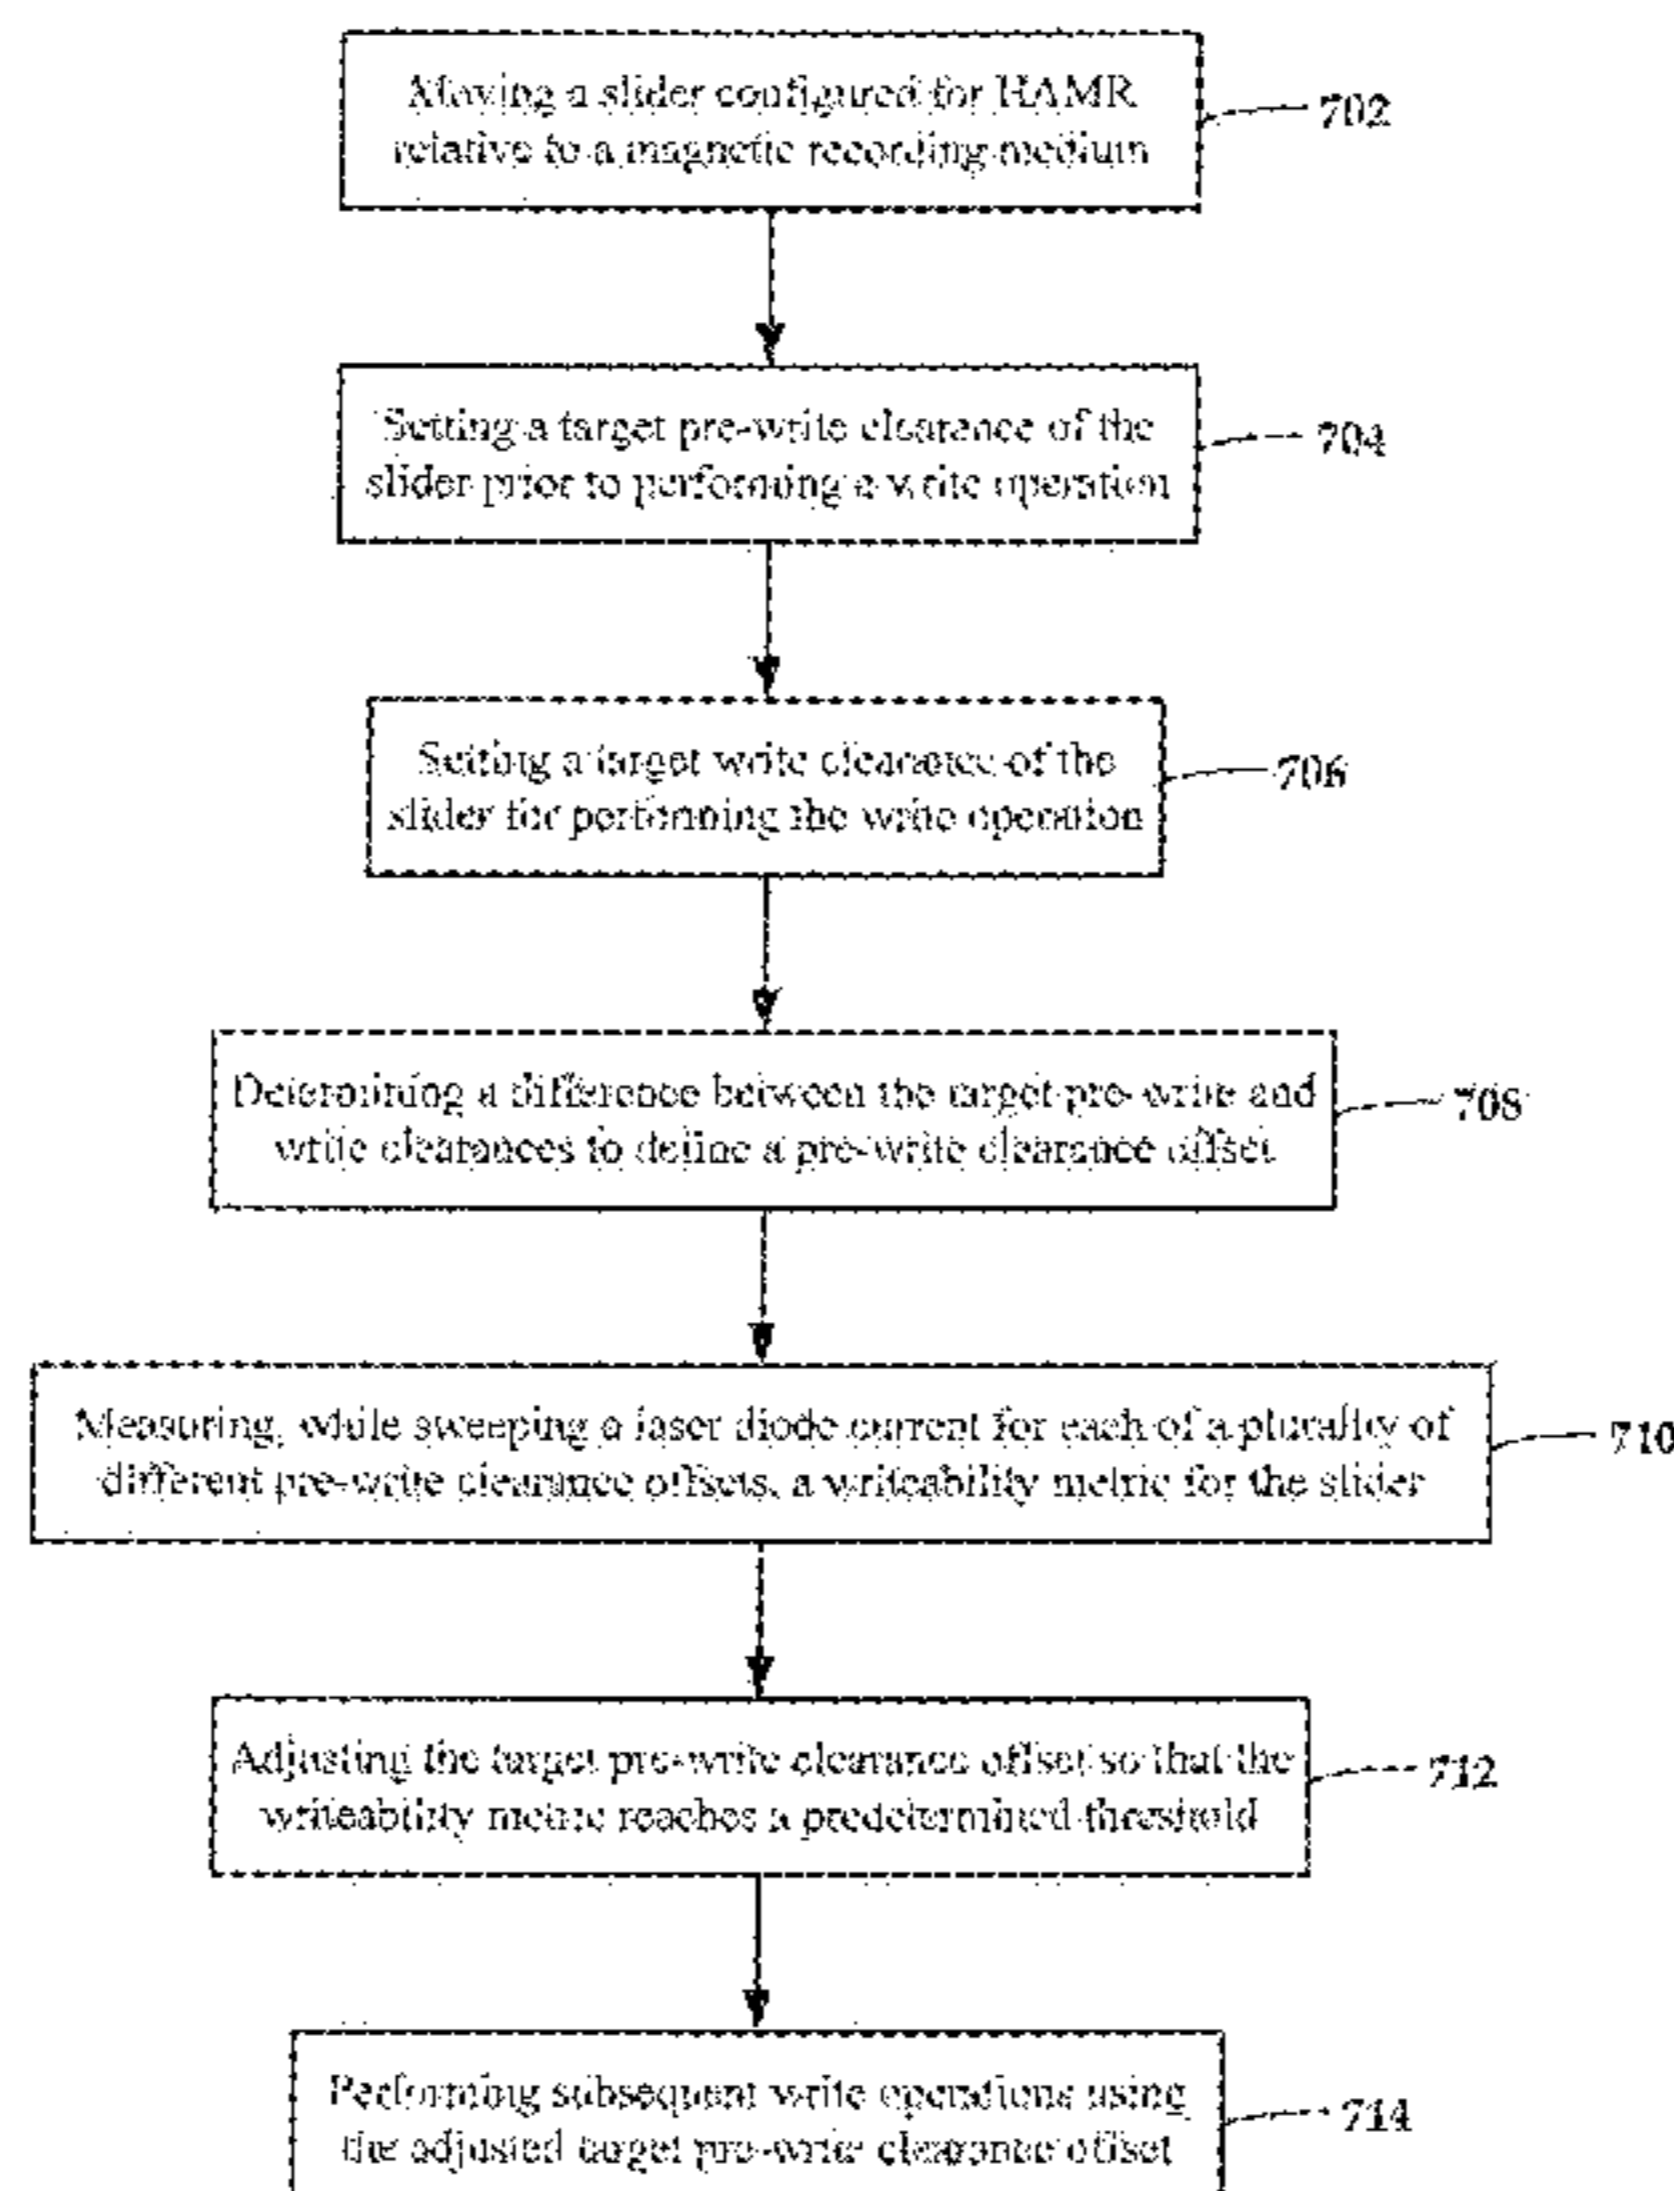 Moving a slider configured for HAMR
relative to a magnetic recording medium
702
Setting a target pre-write clearance of the
slider prior to performing a write operation
704
Setting a target write clearance of the
slider for performing the write operation
706
Determining a difference between the target pre-write and
write clearances to define a pre-write clearance offset
708
Measuring, while sweeping a laser diode current for each of a plurality of
different pre-write clearance offsets, a writeability metric for the slider
710
Adjusting the target pre-write clearance offset so that the
writeability metric reaches a predetermined threshold
712
Performing subsequent write operations using
the adjusted target pre-write clearance offset
714